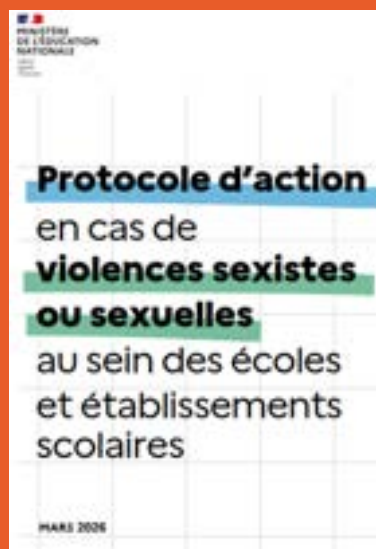 MINISTÈRE
DE L'ÉDUCATION
NATIONALE
Protocole d'action
en cas de
violences sexistes
ou sexuelles
au sein des écoles
et établissements
scolaires
MARS 2026